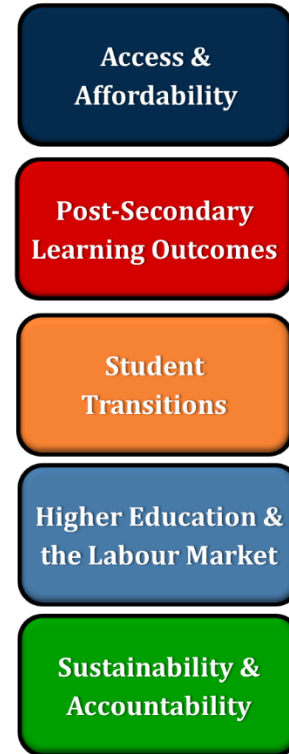 Access &
Affordability
Post-Secondary
Learning Outcomes
Student
Transitions
Higher Education &
the Labour Market
Sustainability &
Accountability